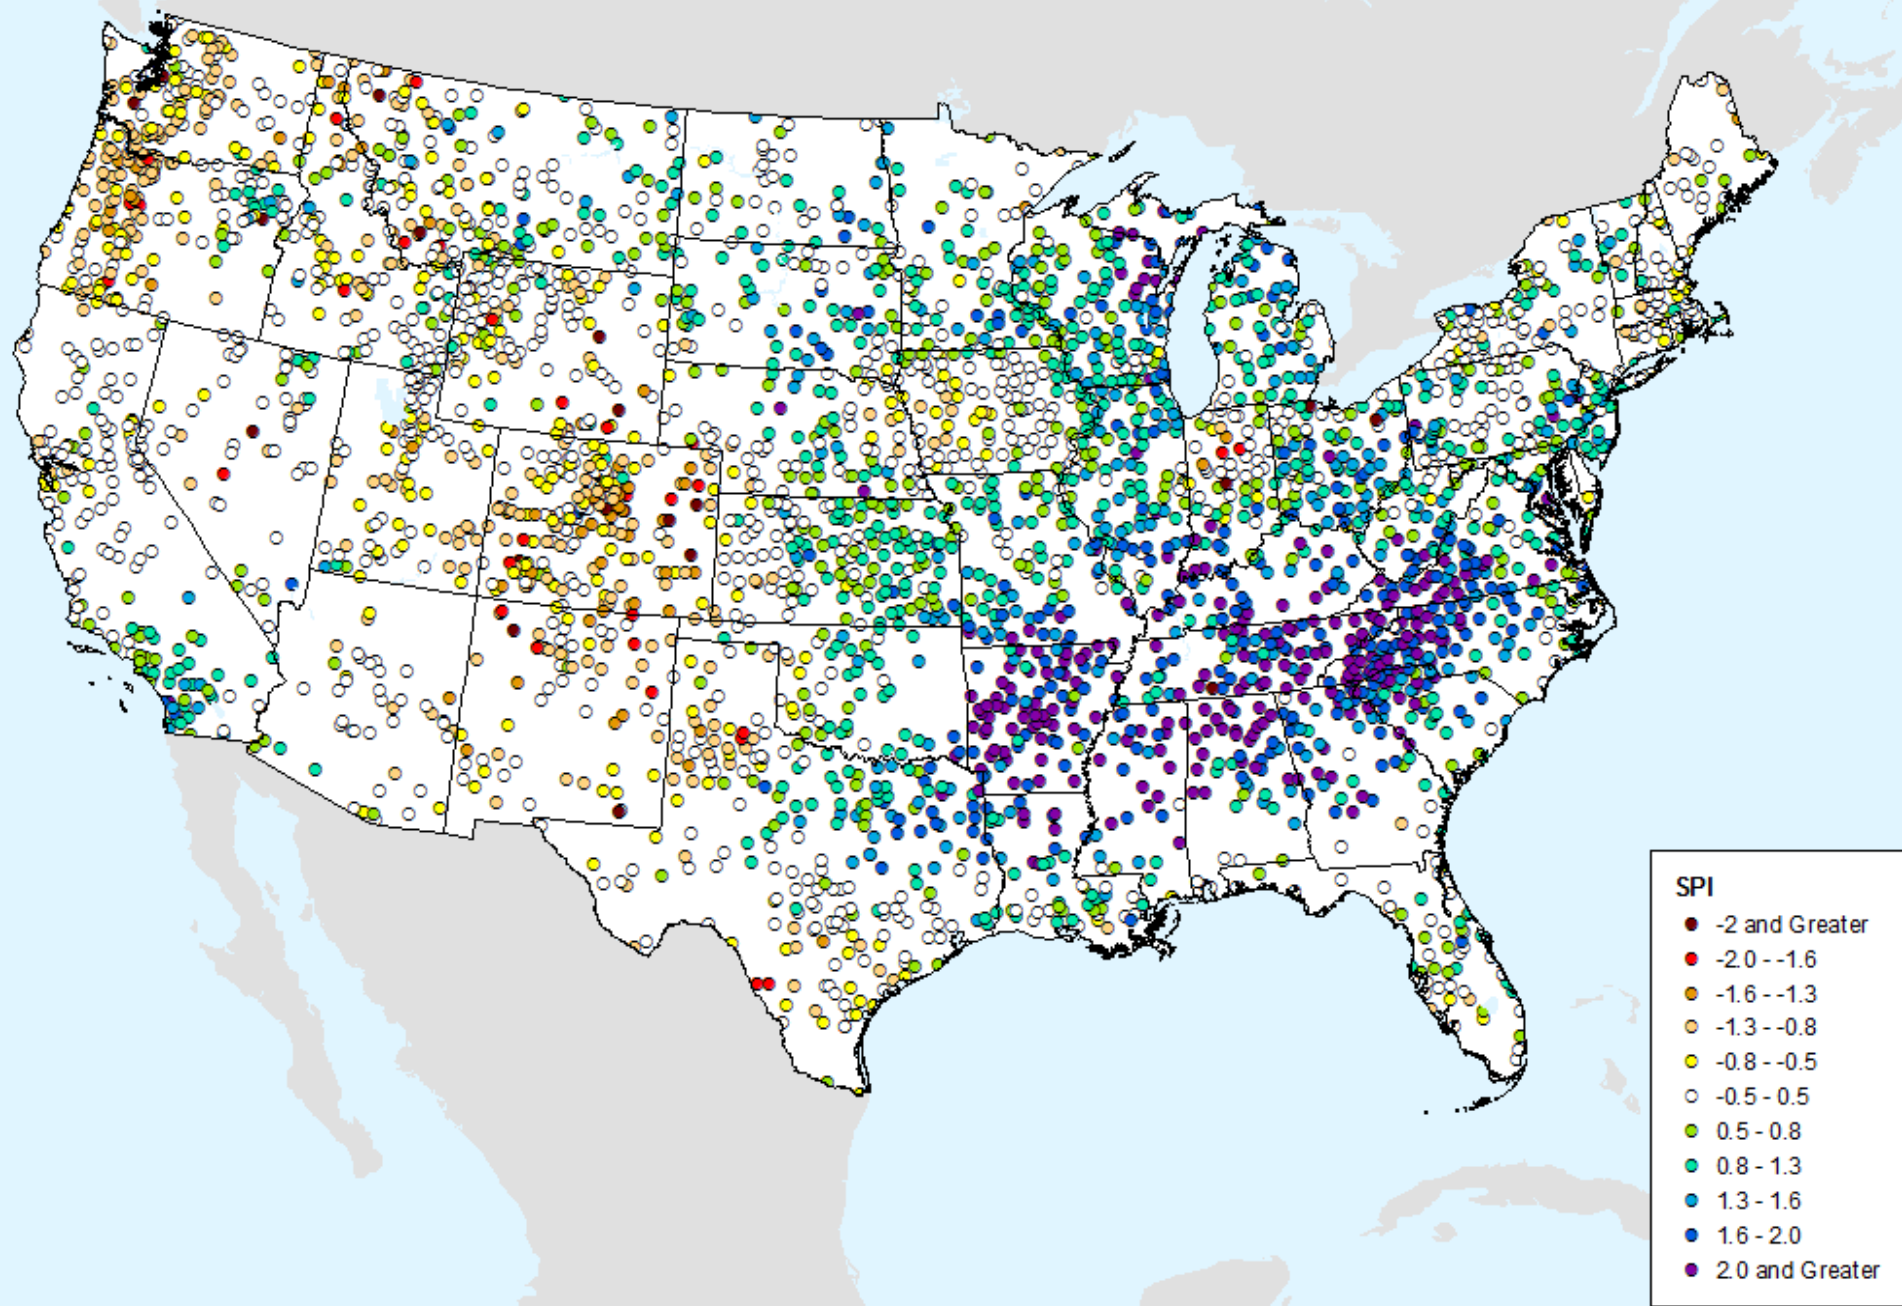 SPI
-2 and Greater
-2.0 - -1.6
-1.6 - -1.3
-1.3 - -0.8
-0.8 - -0.5
-0.5 - 0.5
0.5 - 0.8
0.8 - 1.3
1.3 - 1.6
1.6 - 2.0
2.0 and Greater